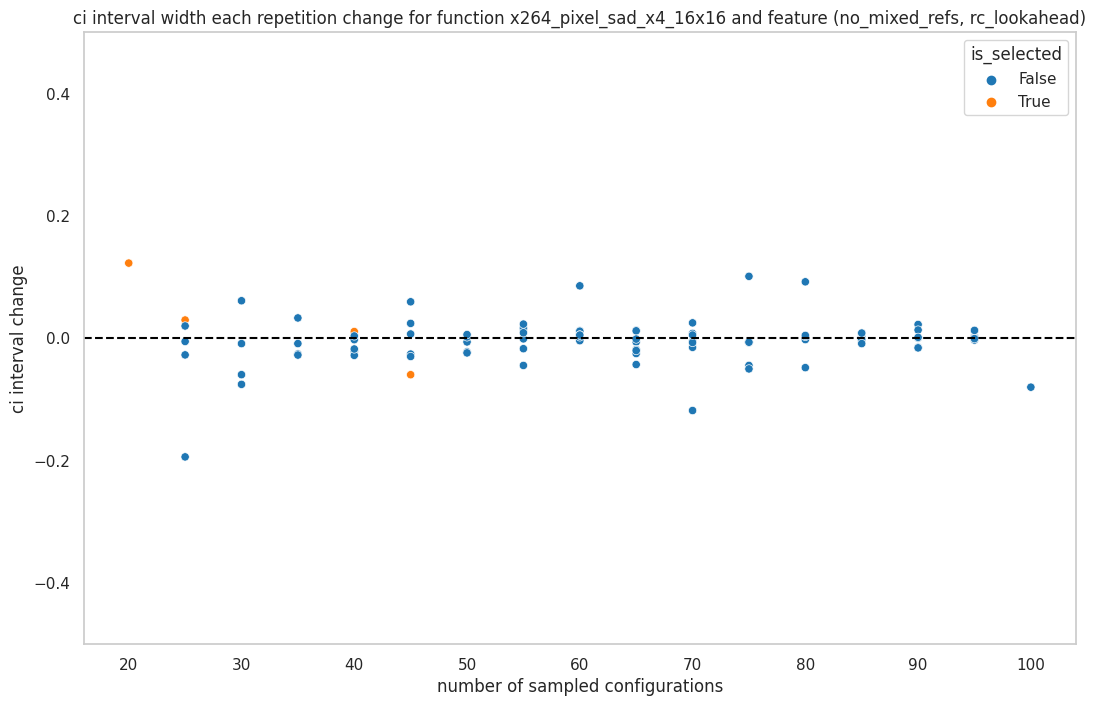 ci interval width each repetition change for function x264_pixel_sad_x4_16x16 and feature (no_mixed_refs, rc_lookahead)
is_selected
False
True
ci interval change
0.4
0.2
0.0
−0.2
−0.4
20 30 40 50 60 70 80 90 100
number of sampled configurations